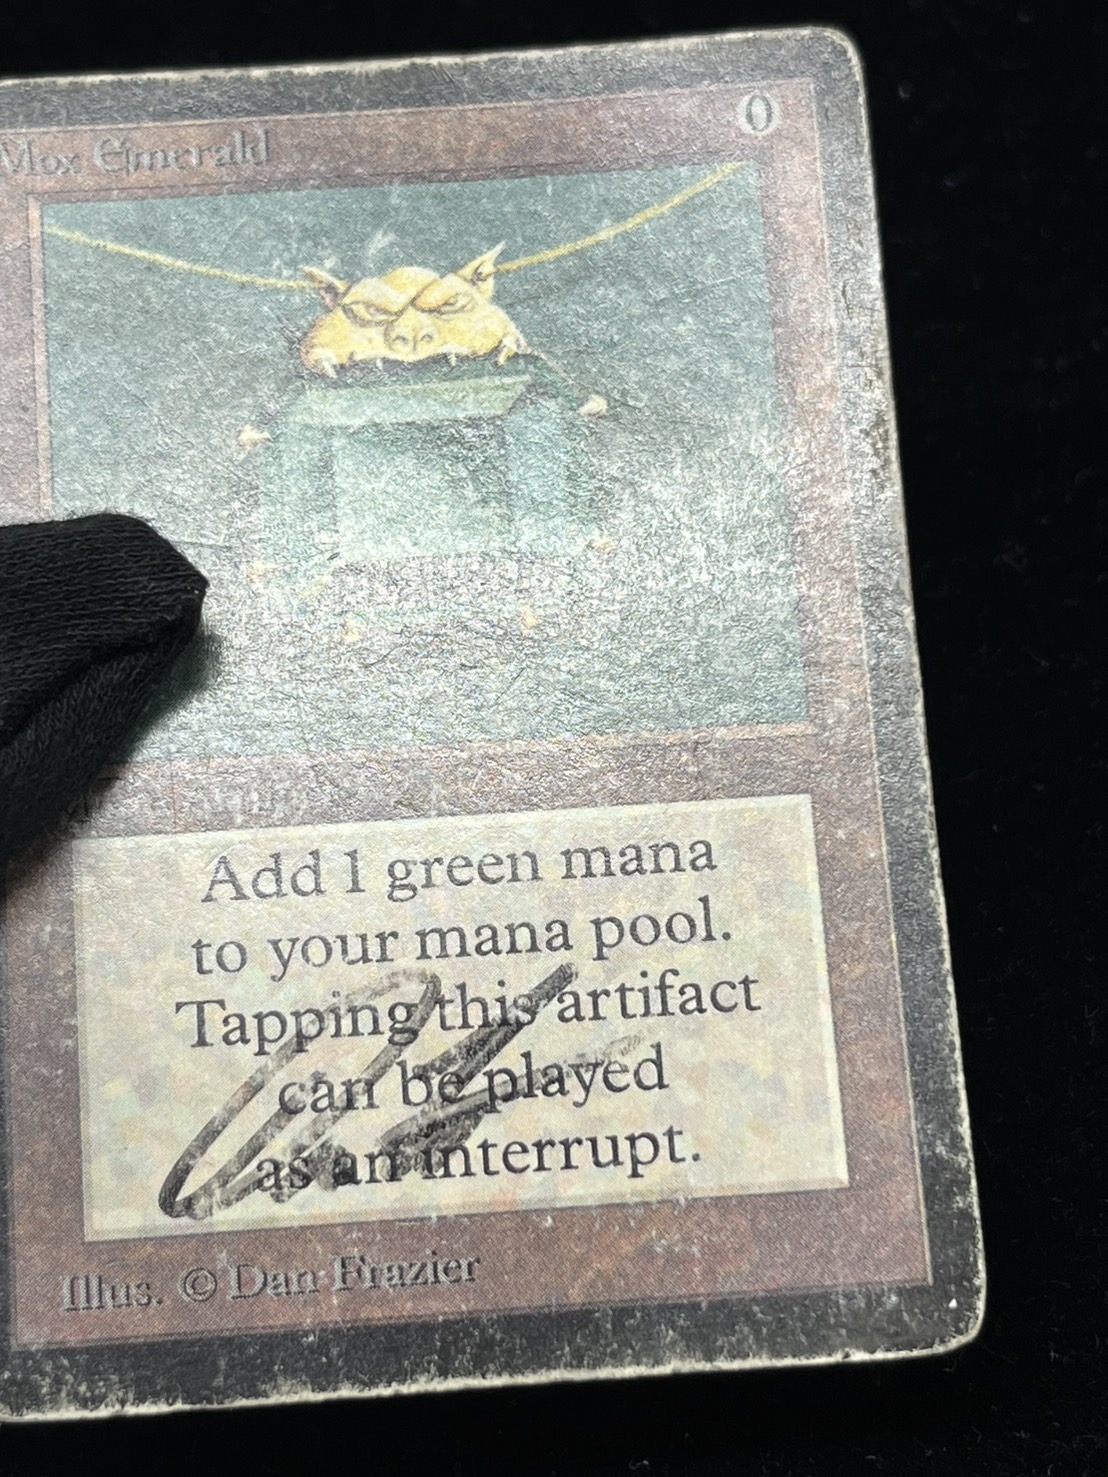 Mox Emerald
0
Add 1 green mana
to your mana pool.
Tapping this artifact
can be played
as an interrupt.
Illus. © Dan Frazier